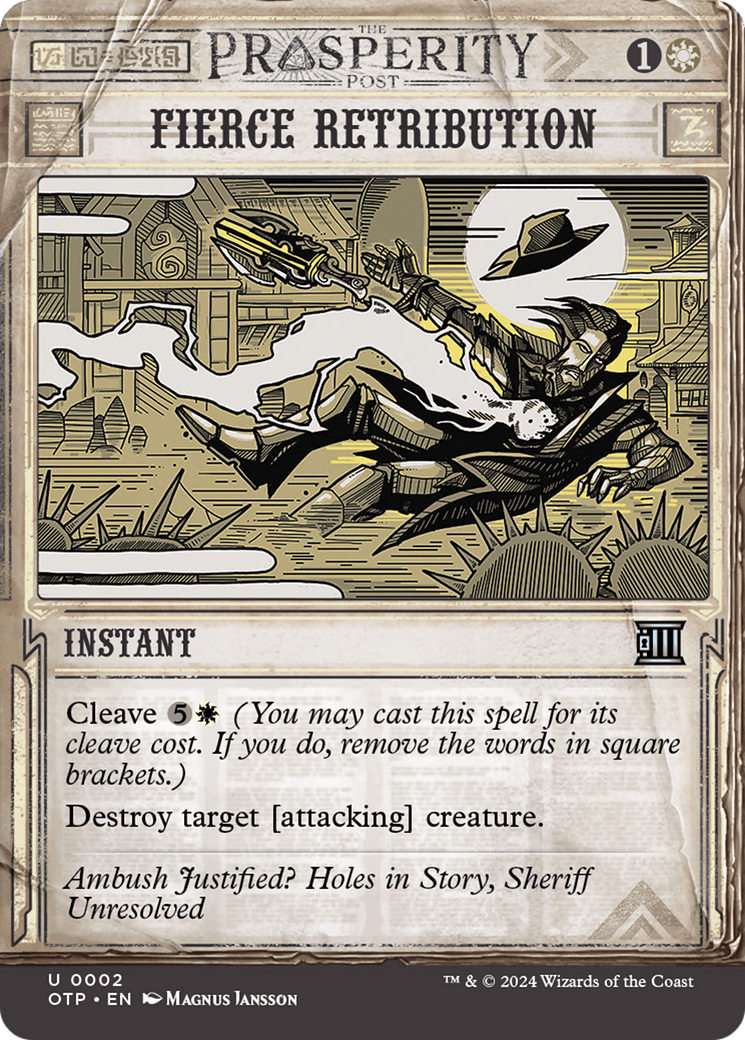 THE
PROSPERITY
POST
1
FIERCE RETRIBUTION
INSTANT
Cleave 5 (You may cast this spell for its
cleave cost. If you do, remove the words in square
brackets.)
Destroy target [attacking] creature.
Ambush Justified? Holes in Story, Sheriff
Unresolved
U 0002
OTP • EN Magnus Jansson
™ & © 2024 Wizards of the Coast